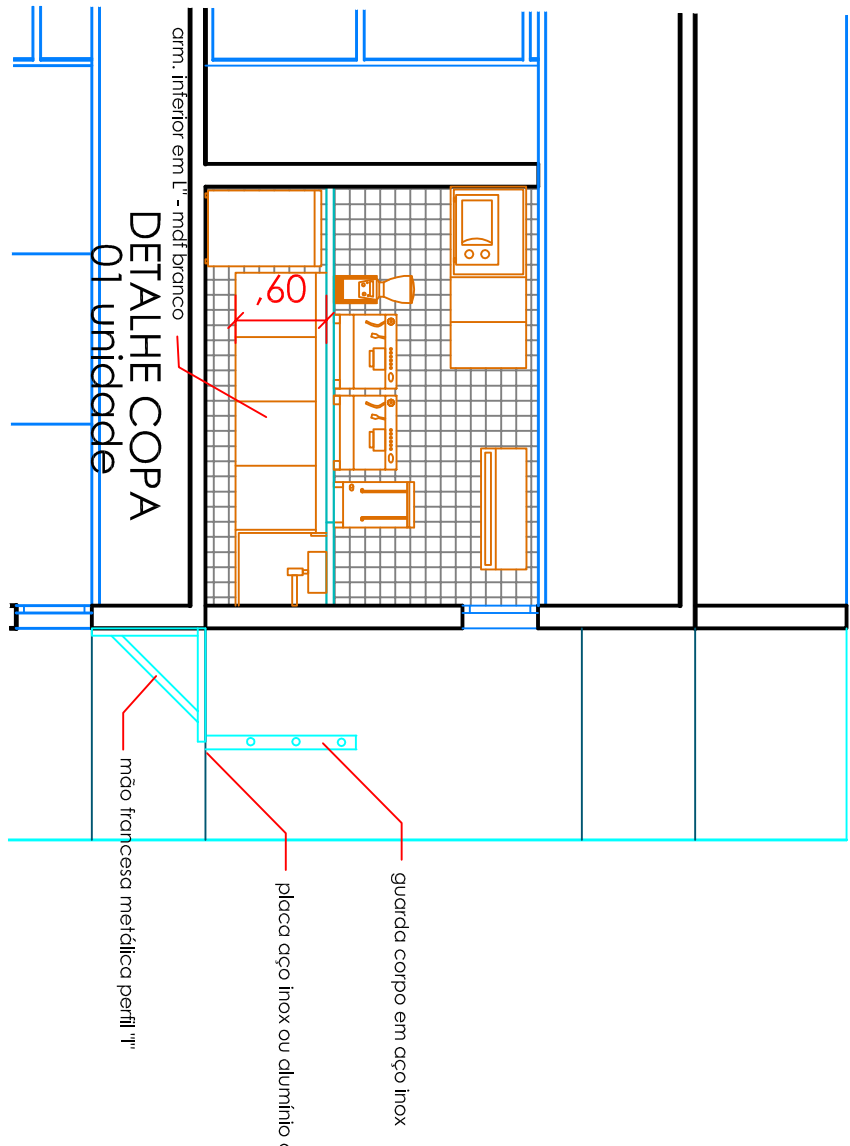 arm. inferior em L" - mdf branco
DETALHE COPA
01 unidade
,60
guarda corpo em aço inox
placa aço inox ou alumínio
mão francesa metálica perfil "I"